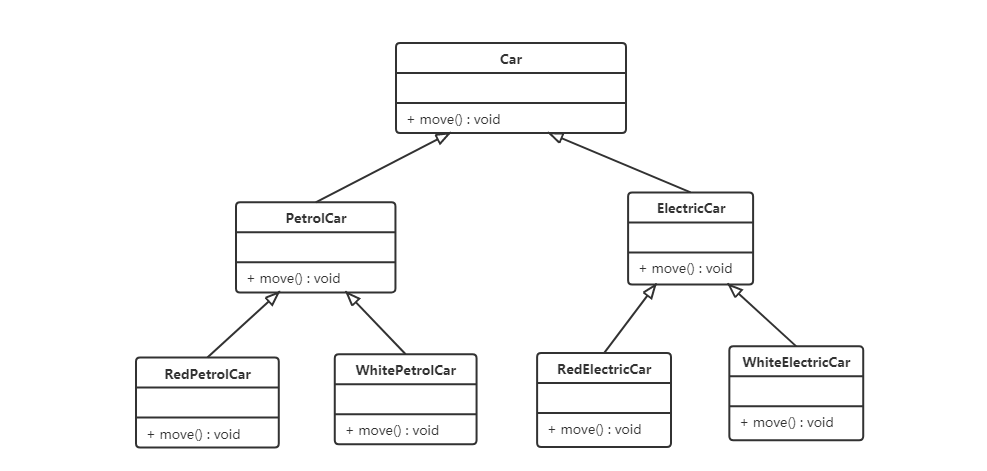 Car
+ move() : void
PetrolCar
+ move() : void
ElectricCar
+ move() : void
RedPetrolCar
+ move() : void
WhitePetrolCar
+ move() : void
RedElectricCar
+ move() : void
WhiteElectricCar
+ move() : void